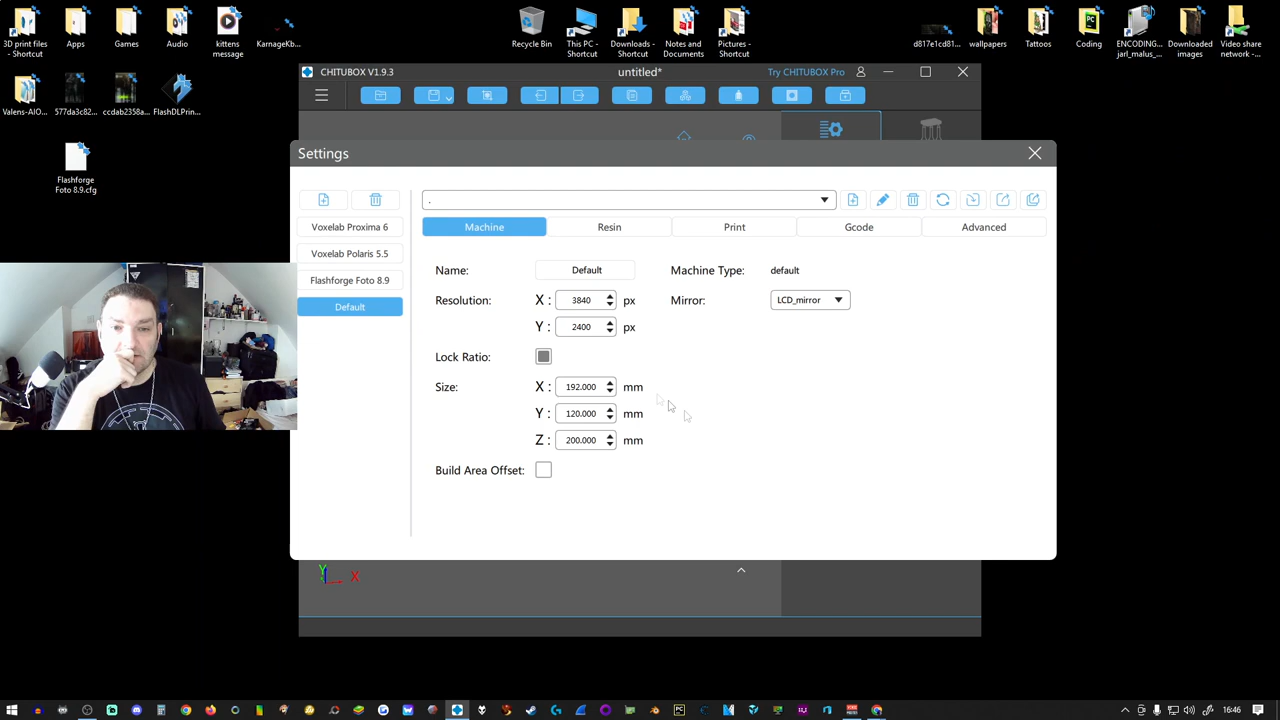 3D print files - Shortcut
Apps
Games
Audio
kittens message
KarnageKb...
Recycle Bin
This PC - Shortcut
Downloads - Shortcut
Notes and Documents
Pictures - Shortcut
d817e1cd81...
wallpapers
Tattoos
Coding
ENCODING... jarl_malus_...
Downloaded images
Video share network -...
Valens-AIO...
577da3c82...
ccdab2358a...
FlashDLPrin...
Flashforge Foto 8.9.cfg
CHITUBOX V1.9.3
untitled*
Try CHITUBOX Pro
Settings
.
Voxelab Proxima 6
Voxelab Polaris 5.5
Flashforge Foto 8.9
Default
Machine
Resin
Print
Gcode
Advanced
Name:
Default
Machine Type:
default
Resolution:
X :
3840
px
Mirror:
LCD_mirror
Y :
2400
px
Lock Ratio:
Size:
X :
192.000
mm
Y :
120.000
mm
Z :
200.000
mm
Build Area Offset:
Y
X
16:46